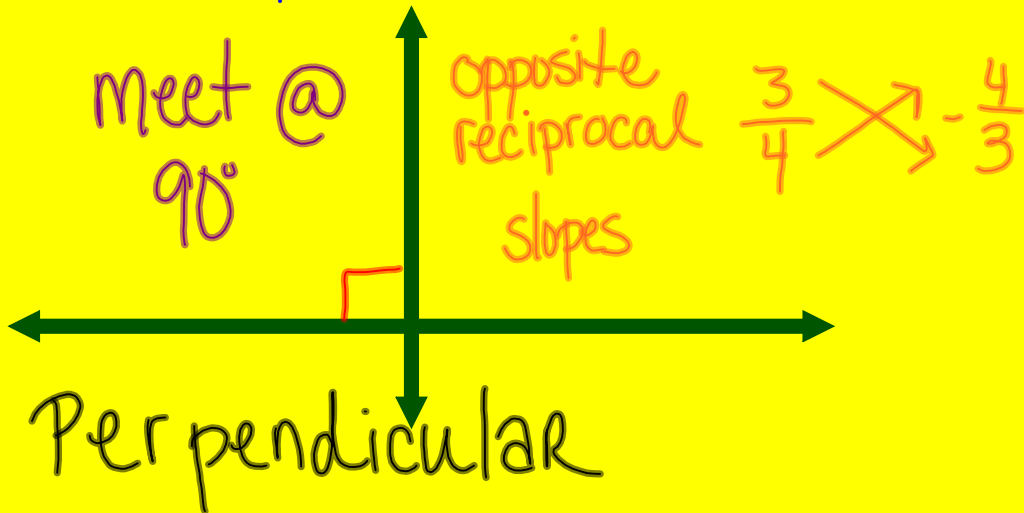 meet @
90°
opposite
reciprocal
slopes
3/4 - 4/3
Perpendicular